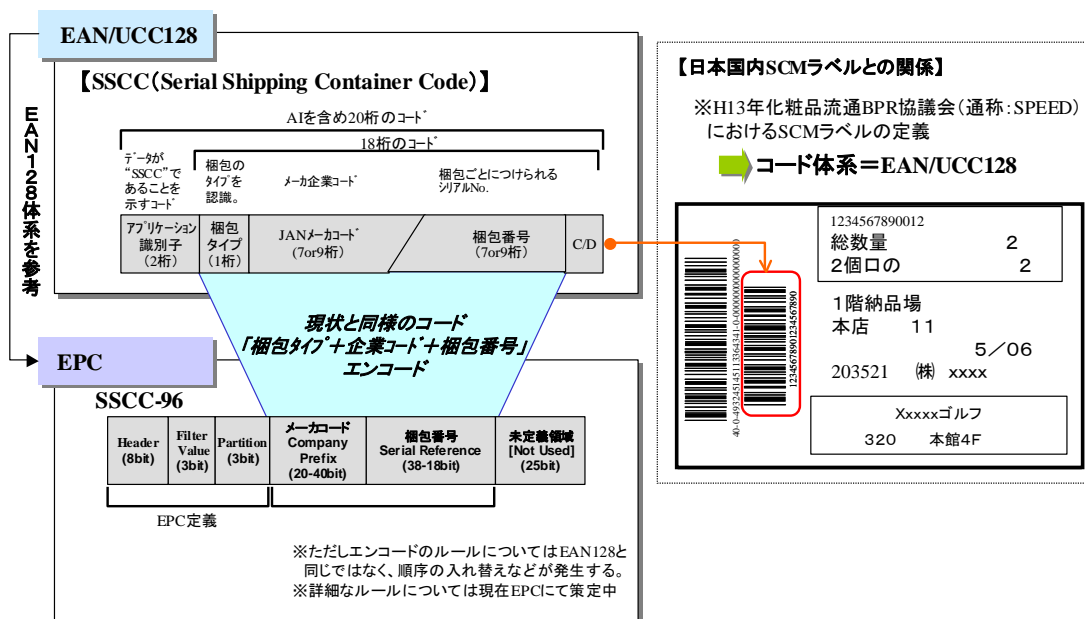 EAN/UCC128
【SSCC(Serial Shipping Container Code)】
AIを含め20桁のコード
18桁のコード
データが
“SSCC”で
あることを
示すコード
梱包の
タイプを
認識。
メーカ企業コード
梱包ごとにつけられる
シリアルNo.
アプリケーション
識別子
(2桁)
梱包
タイプ
(1桁)
JANメーカコード
(7or9桁)
梱包番号
(7or9桁)
C/D
EAN128体系を参考
現状と同様のコード
「梱包タイプ+企業コード+梱包番号」
エンコード
EPC
SSCC-96
Header
(8bit)
Filter
Value
(3bit)
Partition
(3bit)
メーカコード
Company
Prefix
(20-40bit)
梱包番号
Serial Reference
(38-18bit)
未定義領域
[Not Used]
(25bit)
EPC定義
※ただしエンコードのルールについてはEAN128と
同じではなく、順序の入れ替えなどが発生する。
※詳細なルールについては現在EPCにて策定中
【日本国内SCMラベルとの関係】
※H13年化粧品流通BPR協議会(通称:SPEED)
におけるSCMラベルの定義
コード体系=EAN/UCC128
1234567890012
総数量 2
2個口の 2
1階納品場
本店 11
5/06
203521 ㈱ xxxx
Xxxxxゴルフ
320 本館4F
12345678901234567890